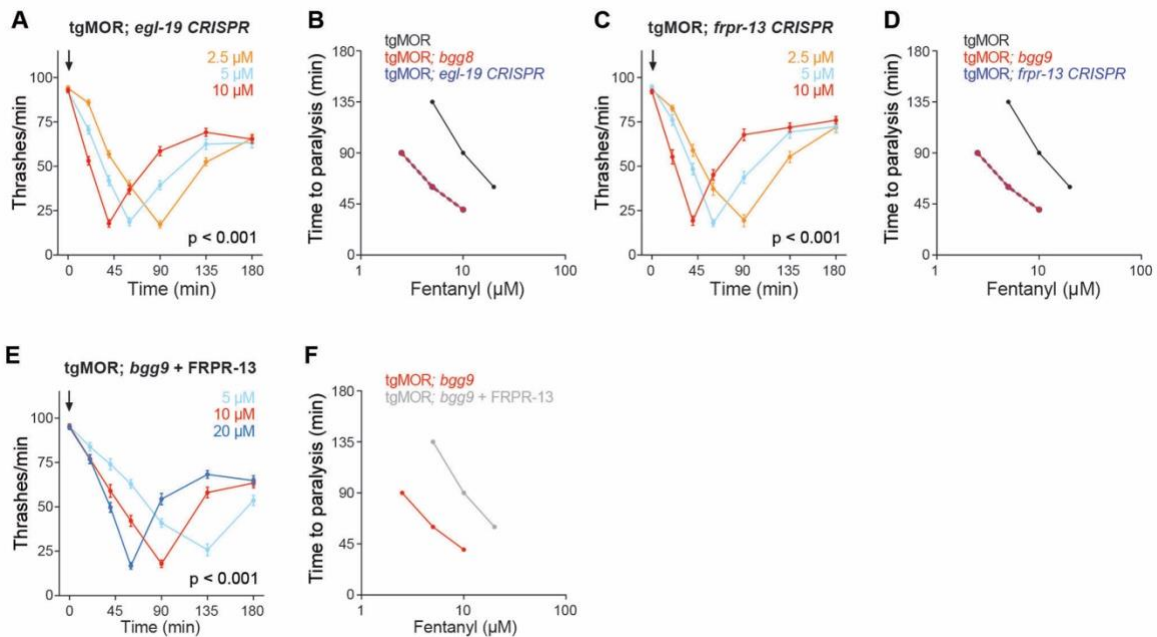 A
tgMOR; egl-19 CRISPR
2.5 µM
5 µM
10 µM
100
75
50
25
0
Thrashes/min
p < 0.001
0 45 90 135 180
Time (min)
B
tgMOR
tgMOR; bgg8
tgMOR; egl-19 CRISPR
180
135
90
45
0
Time to paralysis (min)
1 10 100
Fentanyl (µM)
C
tgMOR; frpr-13 CRISPR
2.5 µM
5 µM
10 µM
100
75
50
25
0
Thrashes/min
p < 0.001
0 45 90 135 180
Time (min)
D
tgMOR
tgMOR; bgg9
tgMOR; frpr-13 CRISPR
180
135
90
45
0
Time to paralysis (min)
1 10 100
Fentanyl (µM)
E
tgMOR; bgg9 + FRPR-13
5 µM
10 µM
20 µM
100
75
50
25
0
Thrashes/min
p < 0.001
0 45 90 135 180
Time (min)
F
tgMOR; bgg9
tgMOR; bgg9 + FRPR-13
180
135
90
45
0
Time to paralysis (min)
1 10 100
Fentanyl (µM)